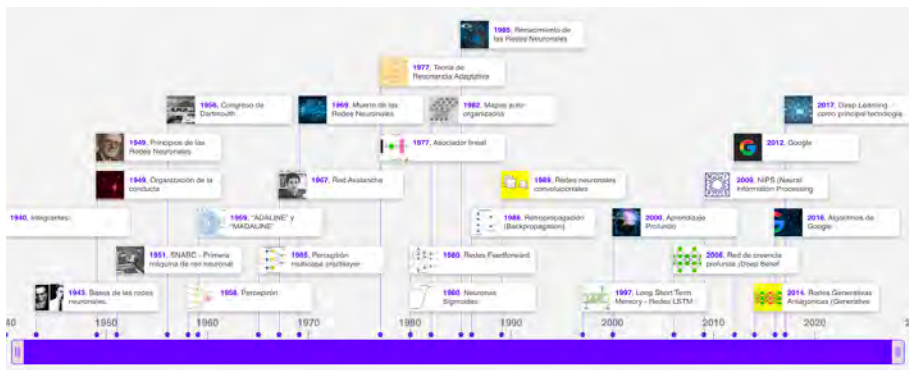 1985, Renacimiento de
las Redes Neuronales
1977, Teoría de
Resonancia Adaptativa
1956, Congreso de
Dartmouth
1969, Muerte de las
Redes Neuronales
1982, Mapas auto-
organizados
2017, Deep Learning
como principal tecnología
1949, Principios de las
Redes Neuronales.
1977, Asociador lineal
2012, Google
1949, Organización de la
conducta
1967, Red Avalancha
1989, Redes neuronales
convolucionales
2009, NIPS (Neural
Information Processing
1940, Integrantes:
1959, "ADALINE" y
"MADALINE"
1986, Retropropagación
(Backpropagation)
2000, Aprendizaje
Profundo
2016, Algoritmos de
Google
1951, SNARC - Primera
máquina de red neuronal
1965, Perceptrón
multicapa (multilayer
1980, Redes Feedforward
2006, Red de creencia
profunda (Deep Belief
1943, Bases de las redes
neuronales.
1958, Perceptrón
1980, Neuronas
Sigmoides
1997, Long Short Term
Memory - Redes LSTM
2014, Redes Generativas
Antagónicas (Generative
40 1950 1960 1970 1980 1990 2000 2010 2020 2